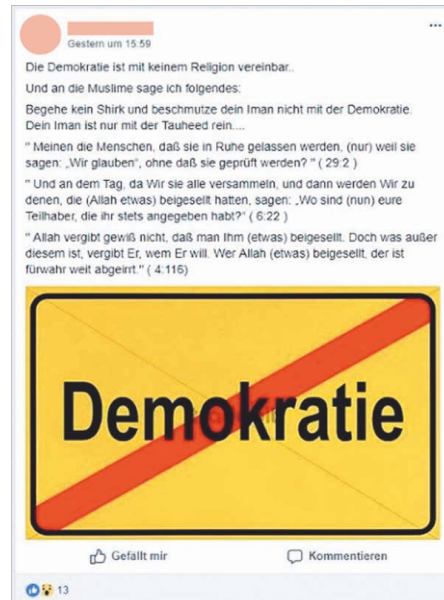 Gestern um 15:59
Die Demokratie ist mit keinem Religion vereinbar..
Und an die Muslime sage ich folgendes:
Begehe kein Shirk und beschmutze dein Iman nicht mit der Demokratie.
Dein Iman ist nur mit der Tauheed rein....
" Meinen die Menschen, daß sie in Ruhe gelassen werden, (nur) weil sie
sagen: „Wir glauben", ohne daß sie geprüft werden? " ( 29:2 )
" Und an dem Tag, da Wir sie alle versammeln, und dann werden Wir zu
denen, die (Allah etwas) beigesellt hatten, sagen: „Wo sind (nun) eure
Teilhaber, die ihr stets angegeben habt?" ( 6:22 )
" Allah vergibt gewiß nicht, daß man Ihm (etwas) beigesellt. Doch was außer
diesem ist, vergibt Er, wem Er will. Wer Allah (etwas) beigesellt, der ist
fürwahr weit abgeirrt." ( 4:116)
Demokratie
Gefällt mir
Kommentieren
13